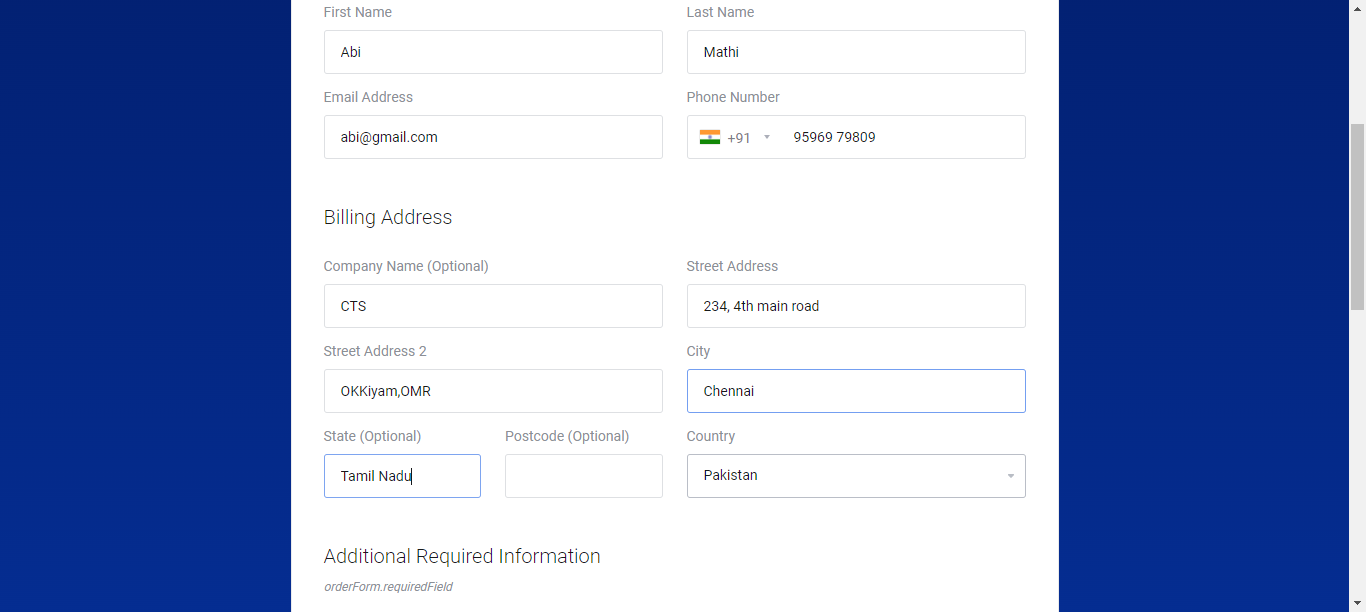 First Name
Last Name
Abi
Mathi
Email Address
Phone Number
abi@gmail.com
+91 95969 79809
Billing Address
Company Name (Optional)
Street Address
CTS
234, 4th main road
Street Address 2
City
OKKiyam,OMR
Chennai
State (Optional)
Postcode (Optional)
Country
Tamil Nadu
Pakistan
Additional Required Information
orderForm.requiredField